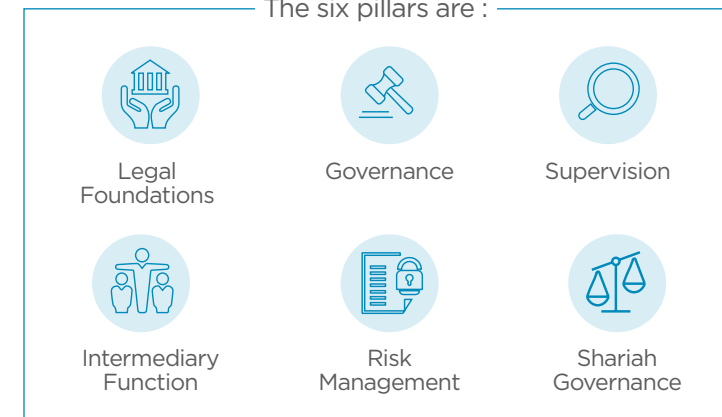 The six pillars are :
Legal
Foundations
Governance
Supervision
Intermediary
Function
Risk
Management
Shariah
Governance